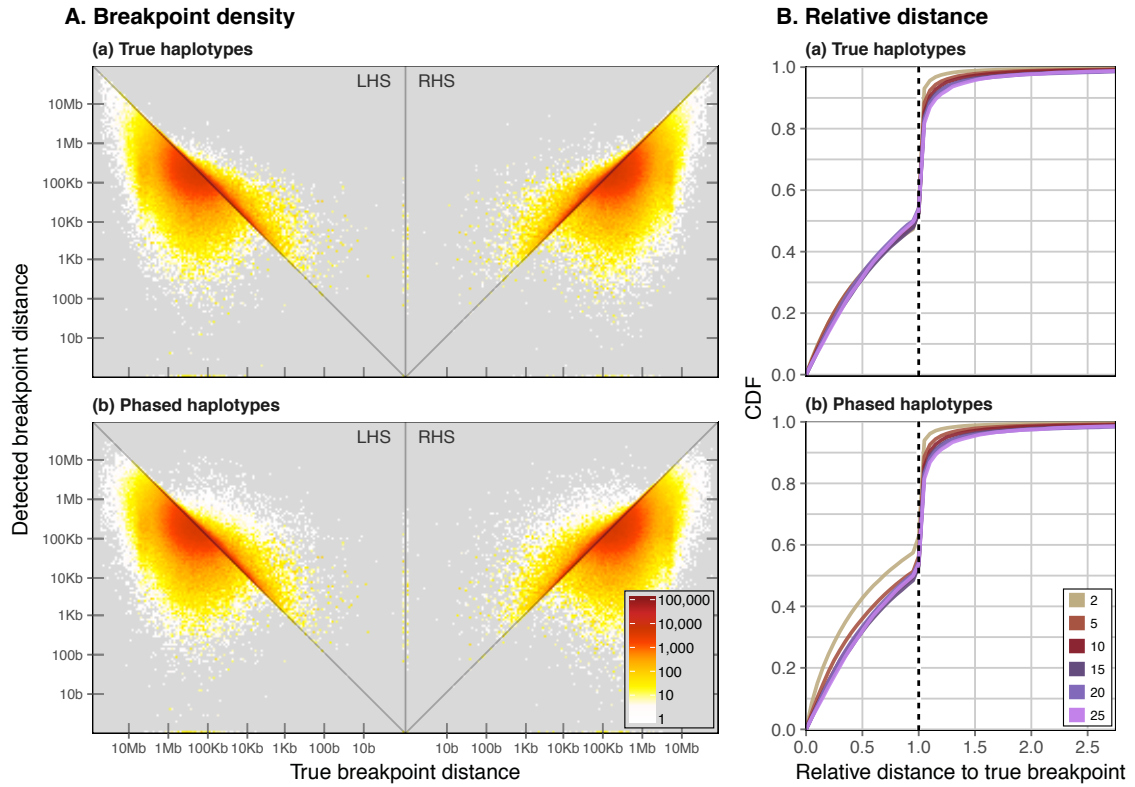 A. Breakpoint density
(a) True haplotypes
LHS RHS
10Mb
1Mb
100Kb
10Kb
1Kb
100b
10b
(b) Phased haplotypes
LHS RHS
10Mb
1Mb
100Kb
10Kb
1Kb
100b
10b
100,000
10,000
1,000
100
10
1
10Mb 1Mb 100Kb 10Kb 1Kb 100b 10b 10b 100b 1Kb 10Kb 100Kb 1Mb 10Mb
True breakpoint distance
Detected breakpoint distance
B. Relative distance
(a) True haplotypes
1.0
0.8
0.6
0.4
0.2
0.0
CDF
(b) Phased haplotypes
1.0
0.8
0.6
0.4
0.2
0.0
2
5
10
15
20
25
0.0 0.5 1.0 1.5 2.0 2.5
Relative distance to true breakpoint